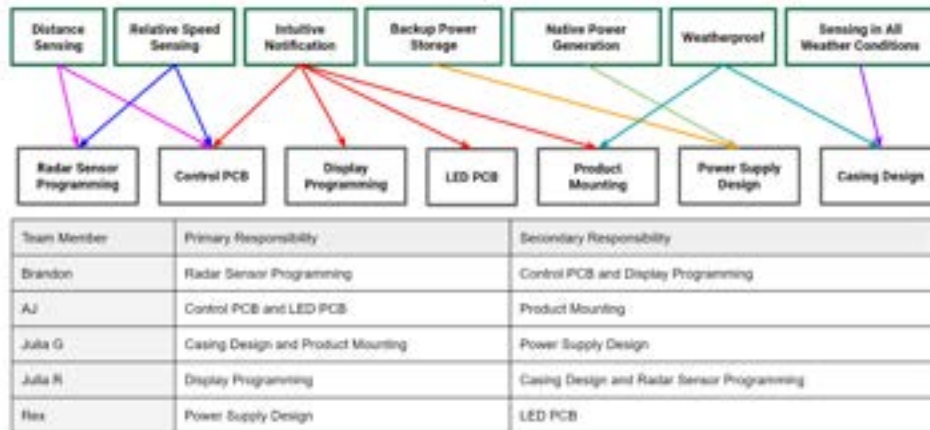 Distance
Sensing
Relative Speed
Sensing
Intuitive
Notification
Backup Power
Storage
Native Power
Generation
Weatherproof
Sensing in All
Weather Conditions
Radar Sensor
Programming
Control PCB
Display
Programming
LED PCB
Product
Mounting
Power Supply
Design
Casing Design
Team Member Primary Responsibility Secondary Responsibility
Brandon Radar Sensor Programming Control PCB and Display Programming
AJ Control PCB and LED PCB Product Mounting
Julia G Casing Design and Product Mounting Power Supply Design
Julia R Display Programming Casing Design and Radar Sensor Programming
Rex Power Supply Design LED PCB